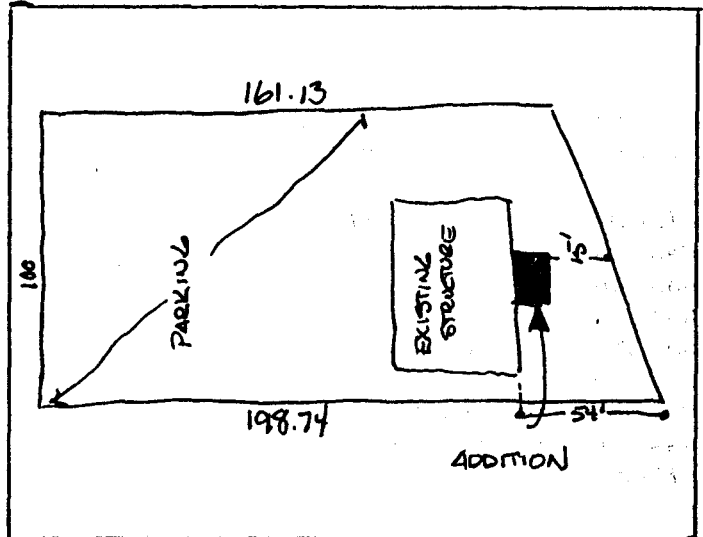 161.13
100
PARKING
EXISTING
STRUCTURE
15'
198.74
54'
ADDITION